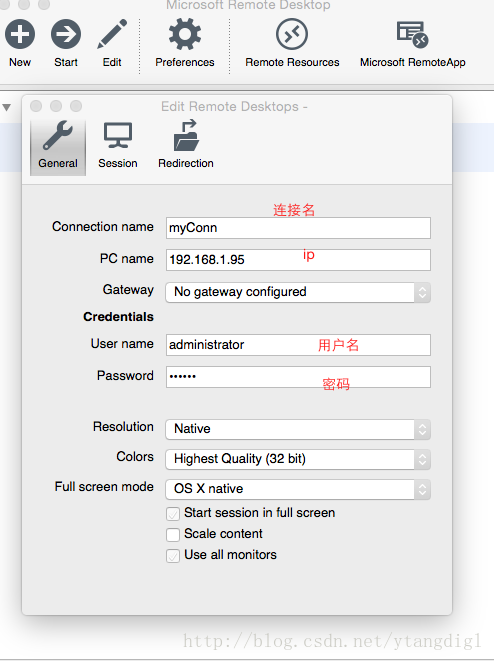 Microsoft Remote Desktop
New Start Edit Preferences Remote Resources Microsoft RemoteApp
Edit Remote Desktops -
General Session Redirection
连接名
Connection name myConn
PC name 192.168.1.95 ip
Gateway No gateway configured
Credentials
User name administrator 用户名
Password ••••••
密码
Resolution Native
Colors Highest Quality (32 bit)
Full screen mode OS X native
Start session in full screen
Scale content
Use all monitors
http://blog.csdn.net/ytangdigl